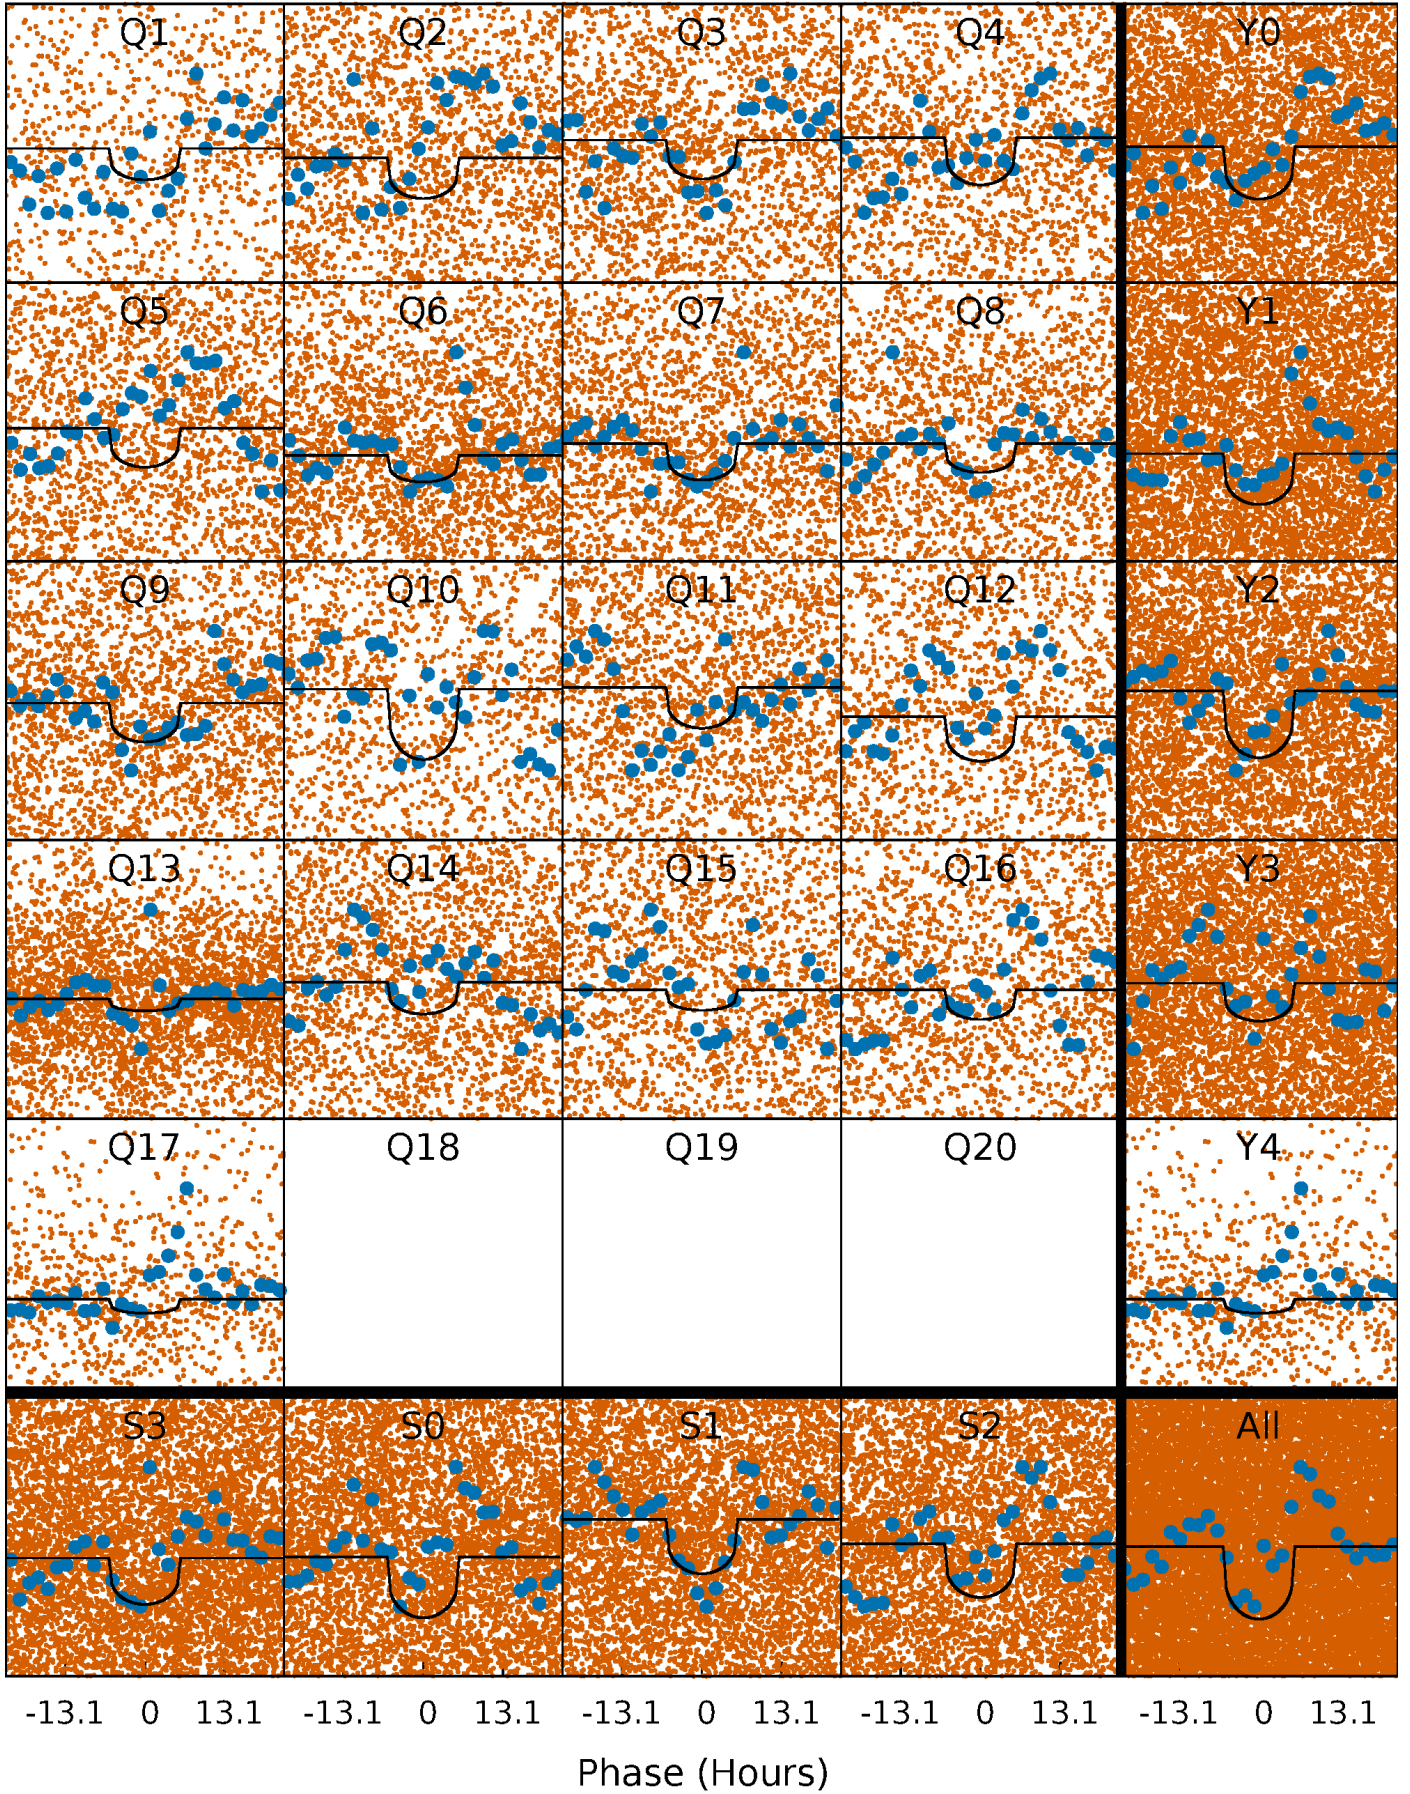 Q1 Q2 Q3 Q4 Y0
Q5 Q6 Q7 Q8 Y1
Q9 Q10 Q11 Q12 Y2
Q13 Q14 Q15 Q16 Y3
Q17 Q18 Q19 Q20 Y4
S3 S0 S1 S2 All
-13.1 0 13.1 -13.1 0 13.1 -13.1 0 13.1 -13.1 0 13.1 -13.1 0 13.1
Phase (Hours)